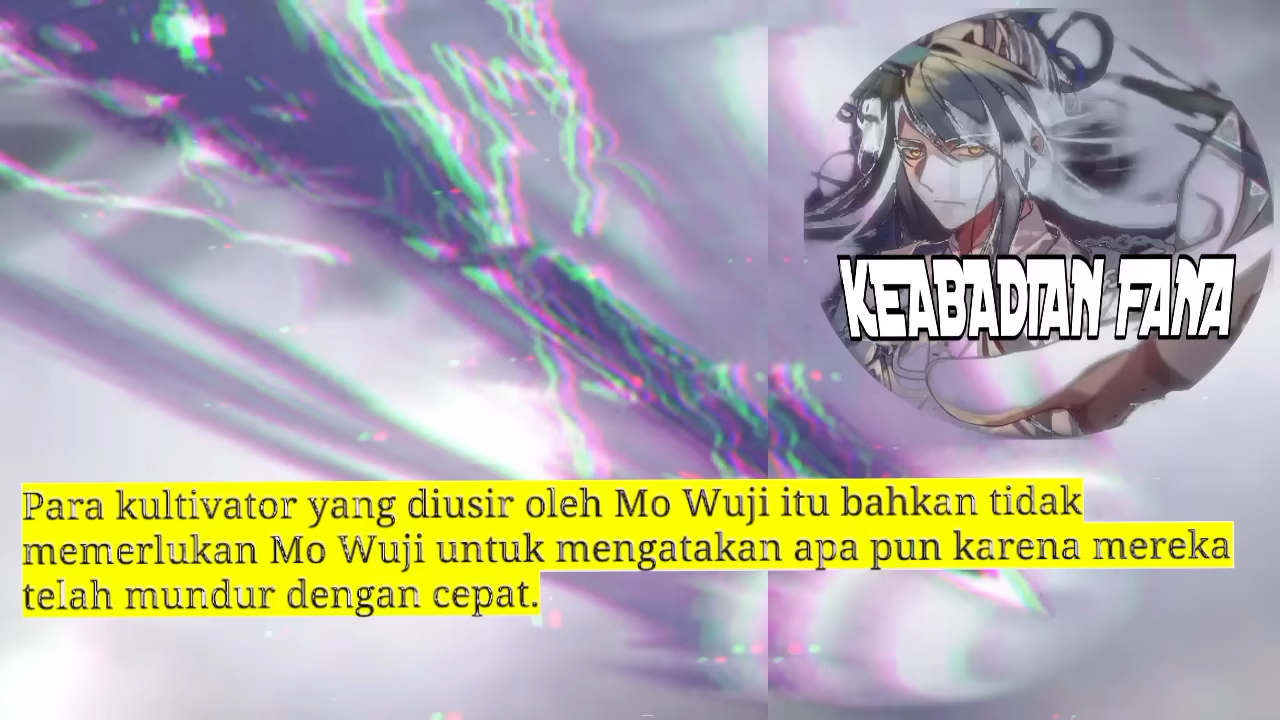 KEABADIAN FANA
Para kultivator yang diusir oleh Mo Wuji itu bahkan tidak
memerlukan Mo Wuji untuk mengatakan apa pun karena mereka
telah mundur dengan cepat.